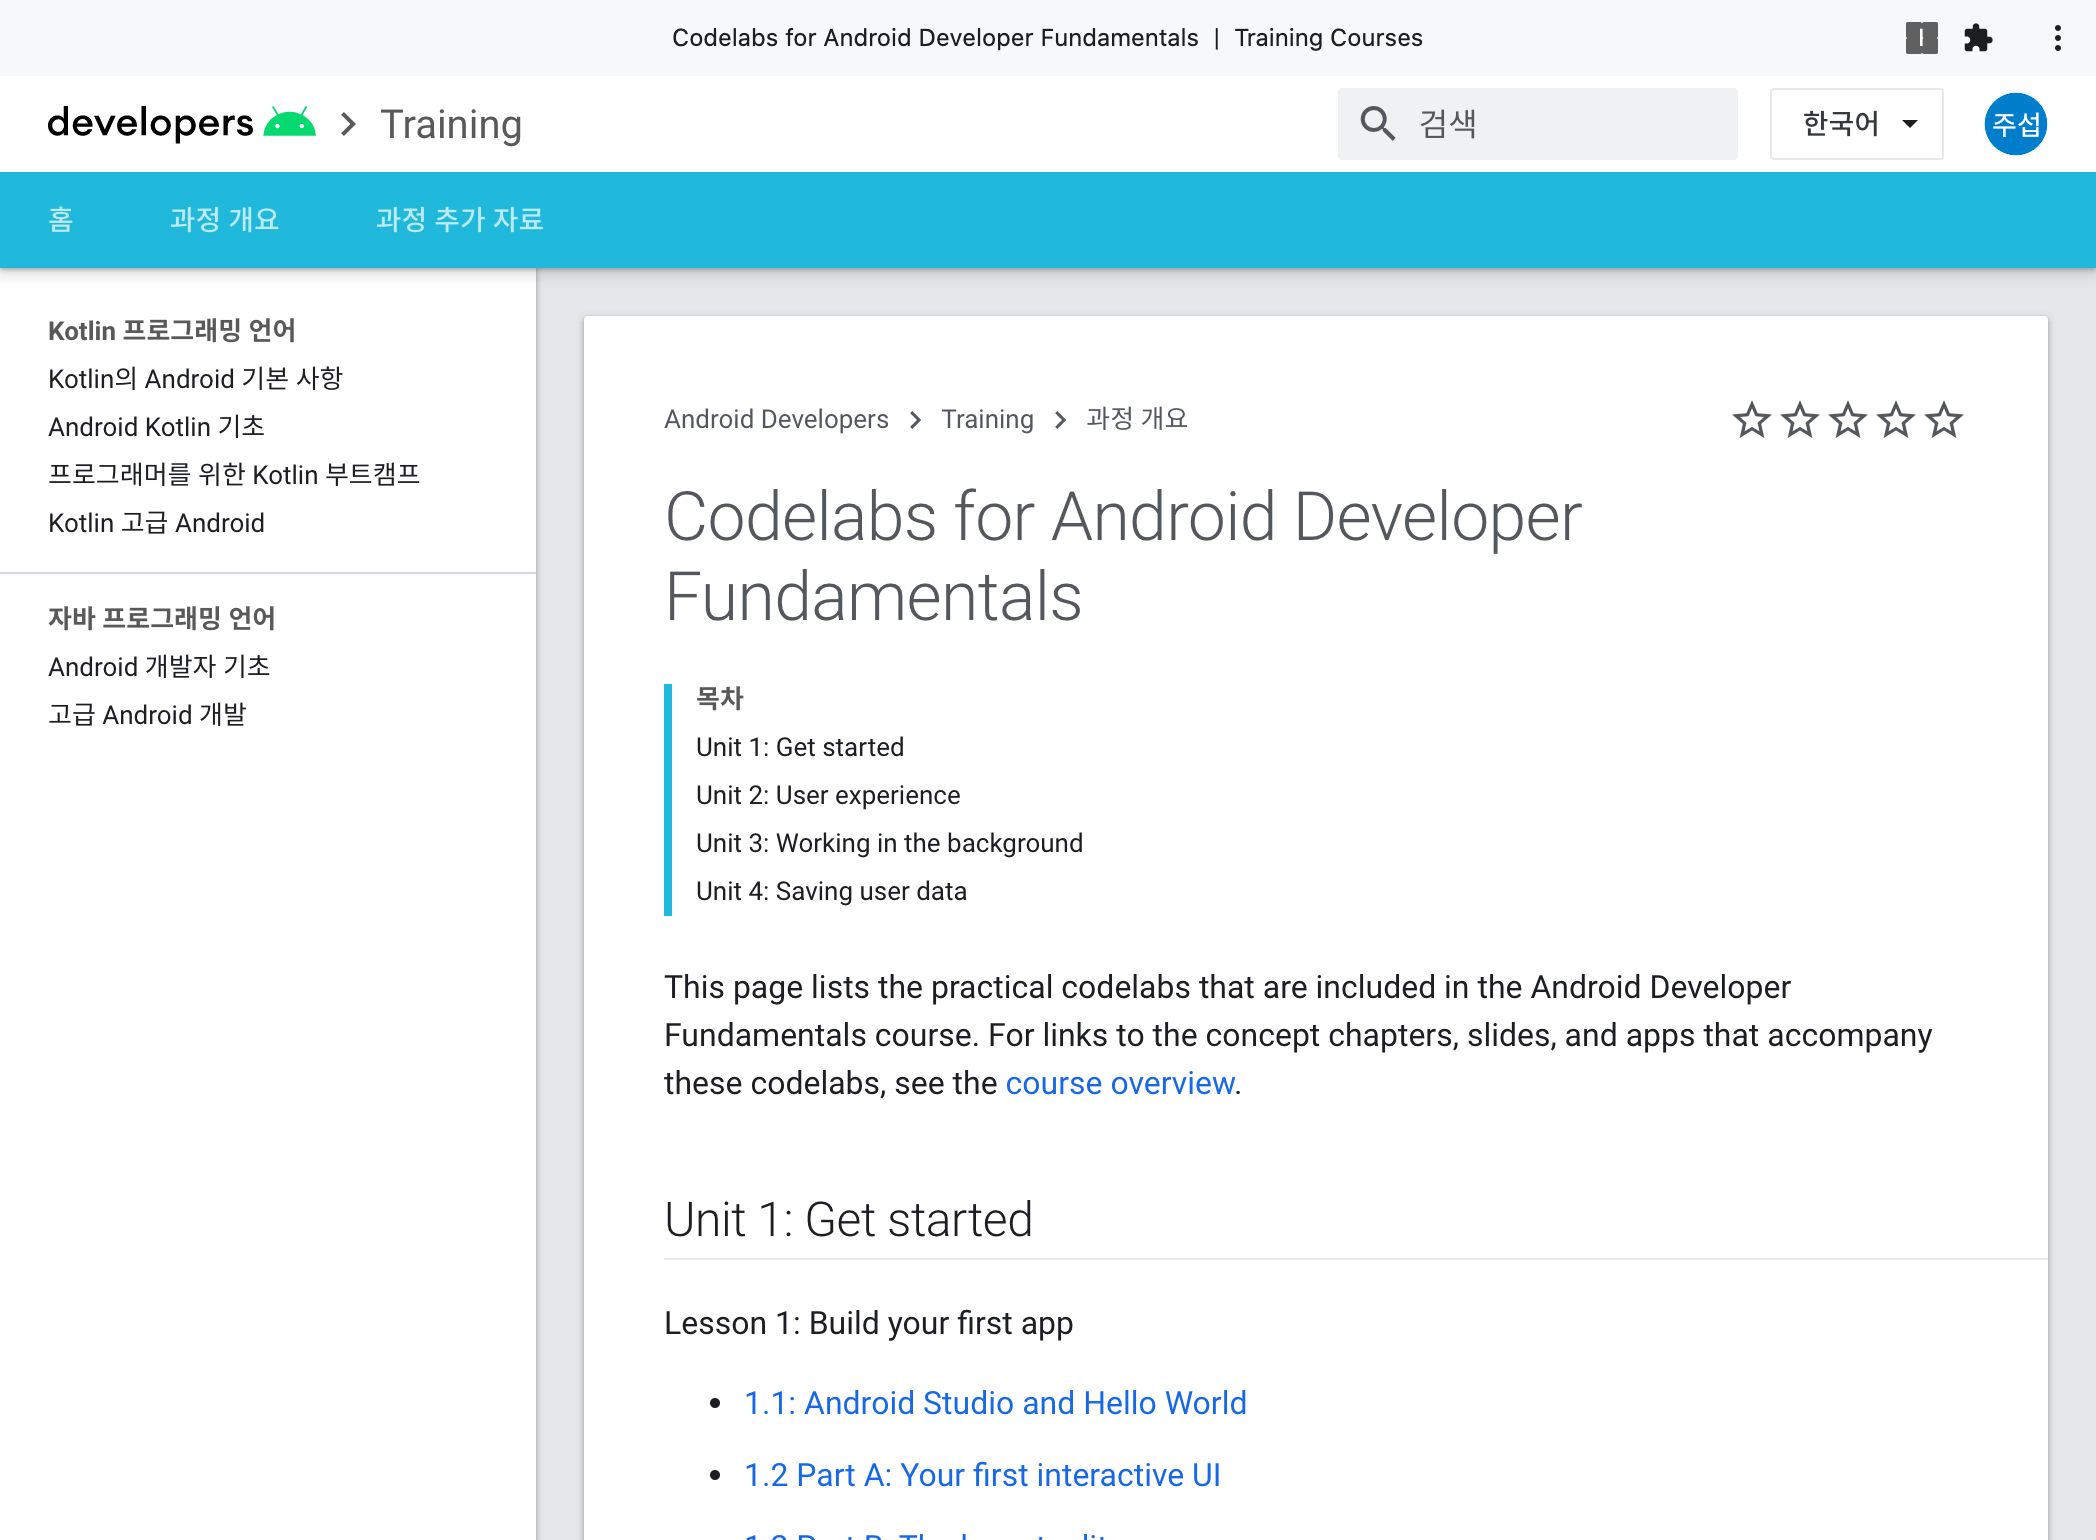 Codelabs for Android Developer Fundamentals | Training Courses
developers > Training
검색
한국어
주섭
홈
과정 개요
과정 추가 자료
Kotlin 프로그래밍 언어
Kotlin의 Android 기본 사항
Android Kotlin 기초
프로그래머를 위한 Kotlin 부트캠프
Kotlin 고급 Android
자바 프로그래밍 언어
Android 개발자 기초
고급 Android 개발
Android Developers > Training > 과정 개요
Codelabs for Android Developer
Fundamentals
목차
Unit 1: Get started
Unit 2: User experience
Unit 3: Working in the background
Unit 4: Saving user data
This page lists the practical codelabs that are included in the Android Developer
Fundamentals course. For links to the concept chapters, slides, and apps that accompany
these codelabs, see the course overview.
Unit 1: Get started
Lesson 1: Build your first app
1.1: Android Studio and Hello World
1.2 Part A: Your first interactive UI